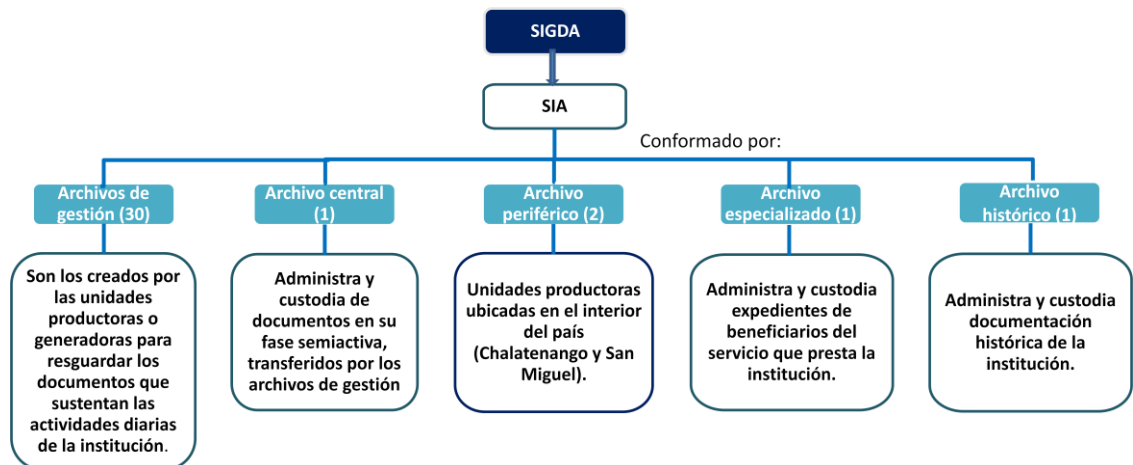 SIGDA
SIA
Conformado por:
Archivos de
gestión (30)
Archivo central
(1)
Archivo
periférico (2)
Archivo
especializado (1)
Archivo
histórico (1)
Son los creados por
las unidades
productoras o
generadoras para
resguardar los
documentos que
sustentan las
actividades diarias
de la institución.
Administra y
custodia de
documentos en su
fase semiactiva,
transferidos por los
archivos de gestión
Unidades productoras
ubicadas en el interior
del país
(Chalatenango y San
Miguel).
Administra y custodia
expedientes de
beneficiarios del
servicio que presta la
institución.
Administra y custodia
documentación
histórica de la
institución.